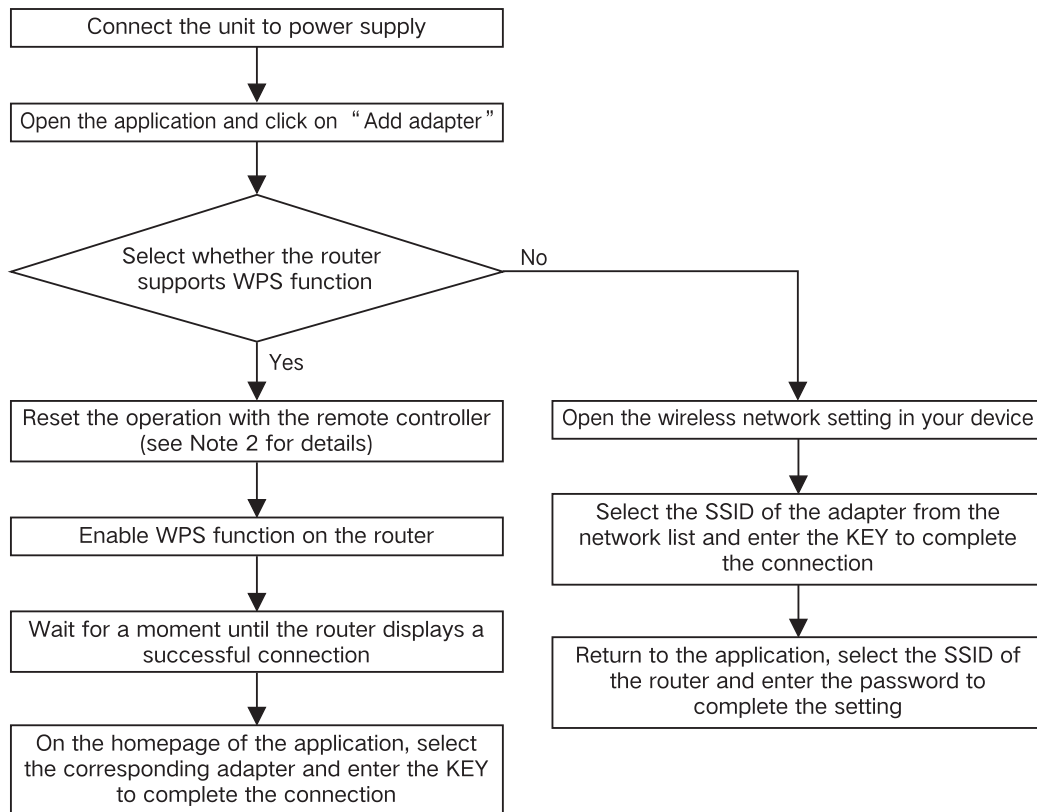 Connect the unit to power supply
Open the application and click on “Add adapter”
Select whether the router
supports WPS function
No
Yes
Reset the operation with the remote controller
(see Note 2 for details)
Enable WPS function on the router
Wait for a moment until the router displays a
successful connection
On the homepage of the application, select
the corresponding adapter and enter the KEY
to complete the connection
Open the wireless network setting in your device
Select the SSID of the adapter from the
network list and enter the KEY to complete
the connection
Return to the application, select the SSID of
the router and enter the password to
complete the setting